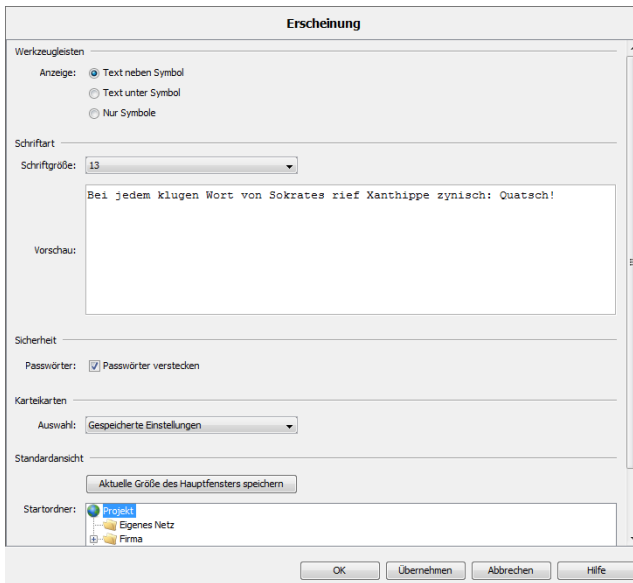 Erscheinung
Werkzeugleisten
Anzeige: Text neben Symbol
Text unter Symbol
Nur Symbole
Schriftart
Schriftgröße: 13
Bei jedem klugen Wort von Sokrates rief Xanthippe zynisch: Quatsch!
Vorschau:
Sicherheit
Passwörter: Passwörter verstecken
Karteikarten
Auswahl: Gespeicherte Einstellungen
Standardansicht
Aktuelle Größe des Hauptfensters speichern
Startordner: Projekt
Eigenes Netz
Firma
OK Übernehmen Abbrechen Hilfe